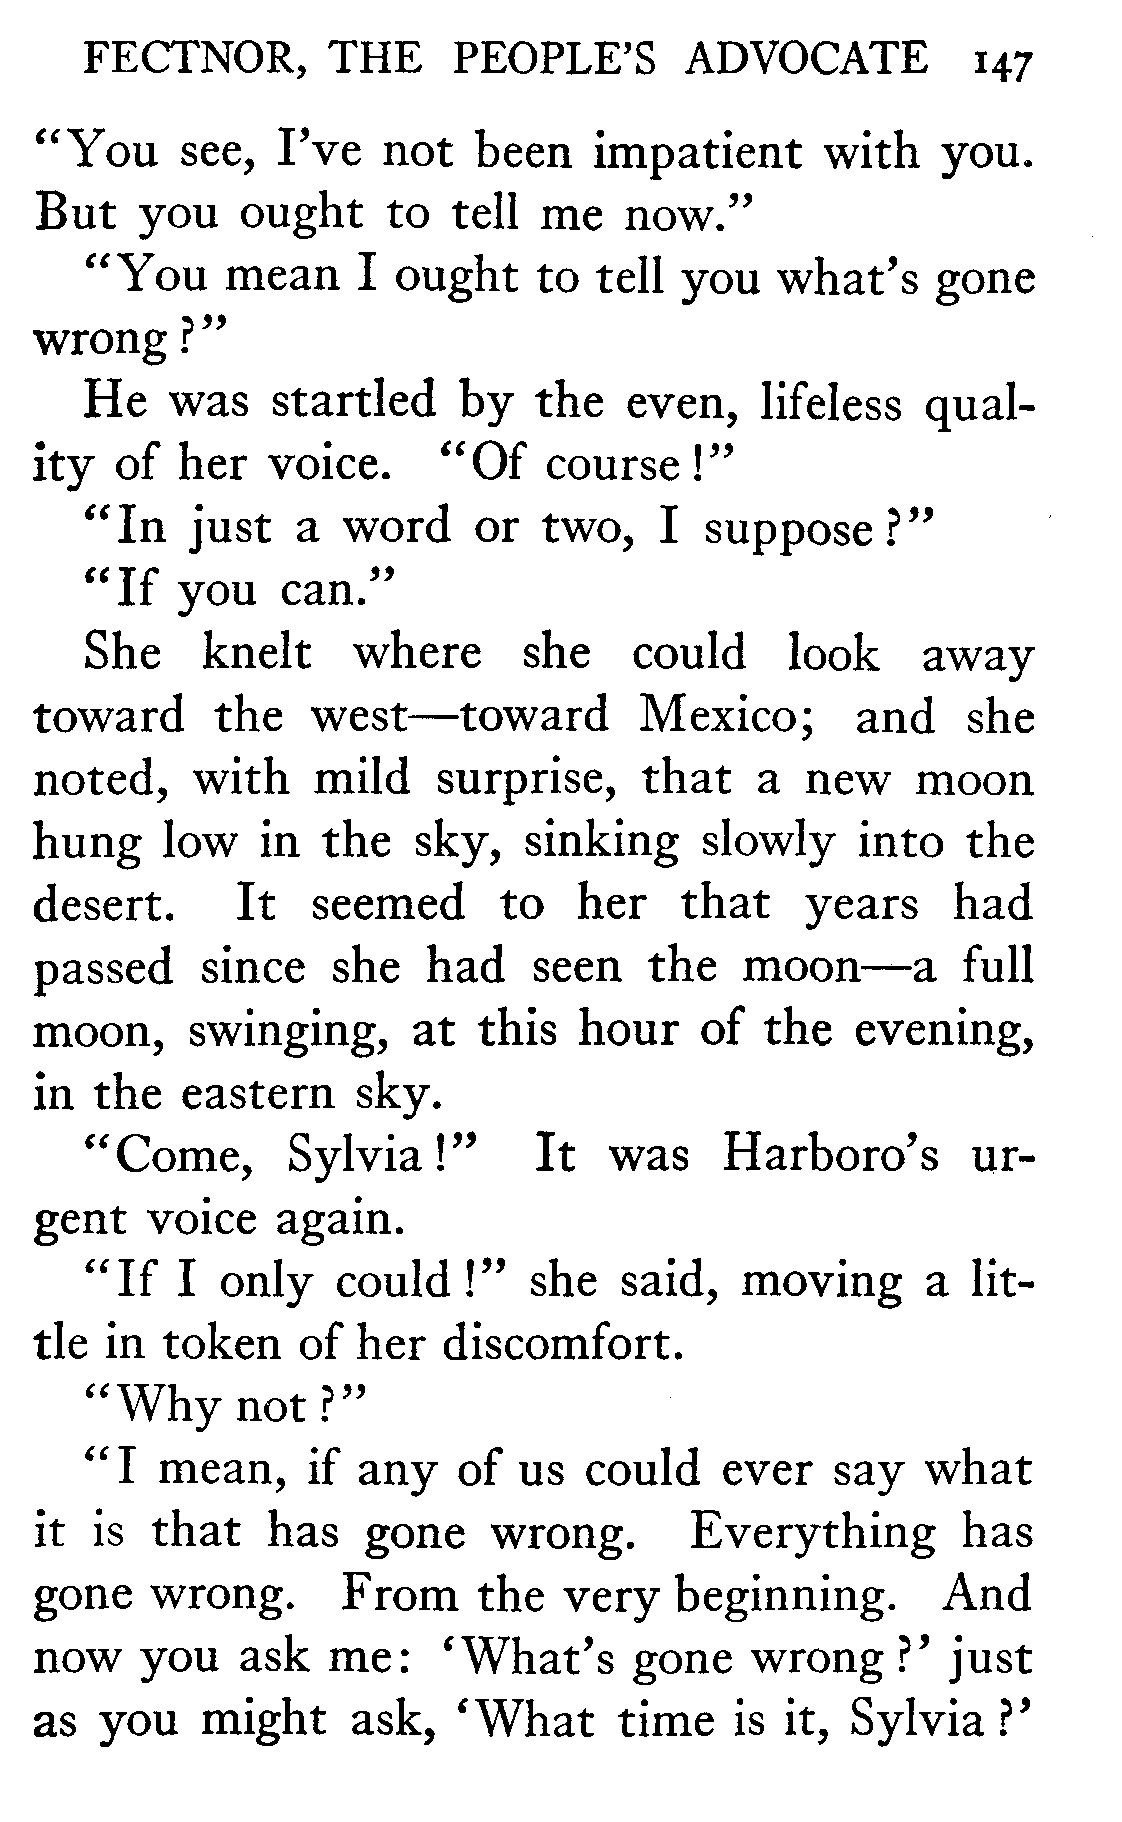 FECTNOR, THE PEOPLE'S ADVOCATE 147
"You see, I've not been impatient with you.
But you ought to tell me now."
"You mean I ought to tell you what's gone
wrong?"
He was startled by the even, lifeless qual-
ity of her voice. "Of course!"
"In just a word or two, I suppose?"
"If you can."
She knelt where she could look away
toward the west—toward Mexico; and she
noted, with mild surprise, that a new moon
hung low in the sky, sinking slowly into the
desert. It seemed to her that years had
passed since she had seen the moon—a full
moon, swinging, at this hour of the evening,
in the eastern sky.
"Come, Sylvia!" It was Harboro's ur-
gent voice again.
"If I only could!" she said, moving a lit-
tle in token of her discomfort.
"Why not?"
"I mean, if any of us could ever say what
it is that has gone wrong. Everything has
gone wrong. From the very beginning. And
now you ask me: 'What's gone wrong?' just
as you might ask, 'What time is it, Sylvia?'